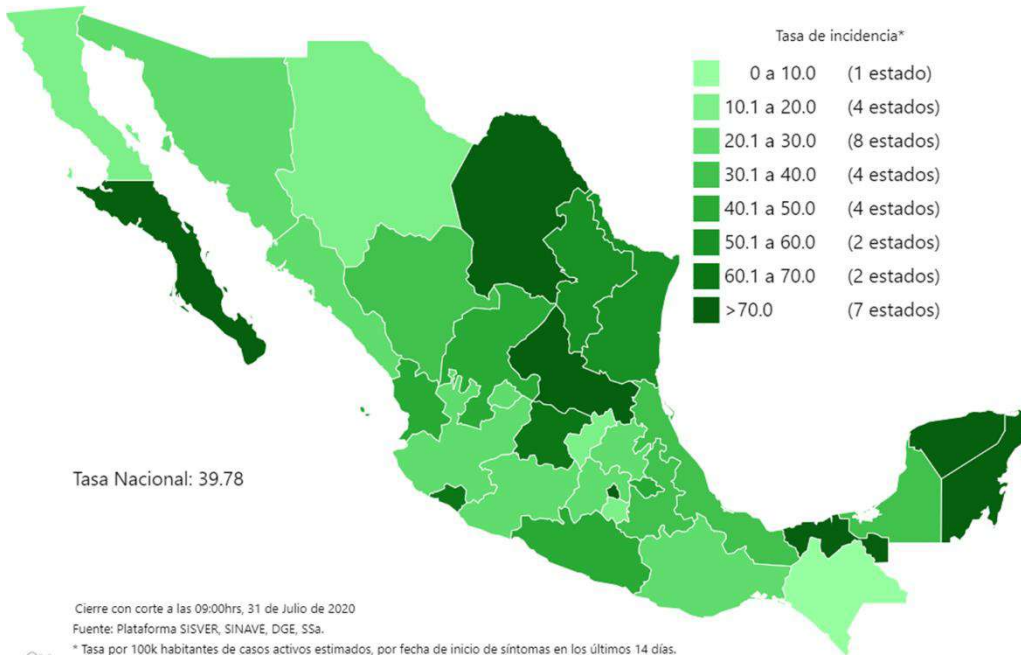 Tasa de incidencia*
0 a 10.0 (1 estado)
10.1 a 20.0 (4 estados)
20.1 a 30.0 (8 estados)
30.1 a 40.0 (4 estados)
40.1 a 50.0 (4 estados)
50.1 a 60.0 (2 estados)
60.1 a 70.0 (2 estados)
>70.0 (7 estados)
Tasa Nacional: 39.78
Cierre con corte a las 09:00hrs, 31 de Julio de 2020
Fuente: Plataforma SISVER, SINAVE, DGE, SSa.
* Tasa por 100k habitantes de casos activos estimados, por fecha de inicio de síntomas en los últimos 14 días.